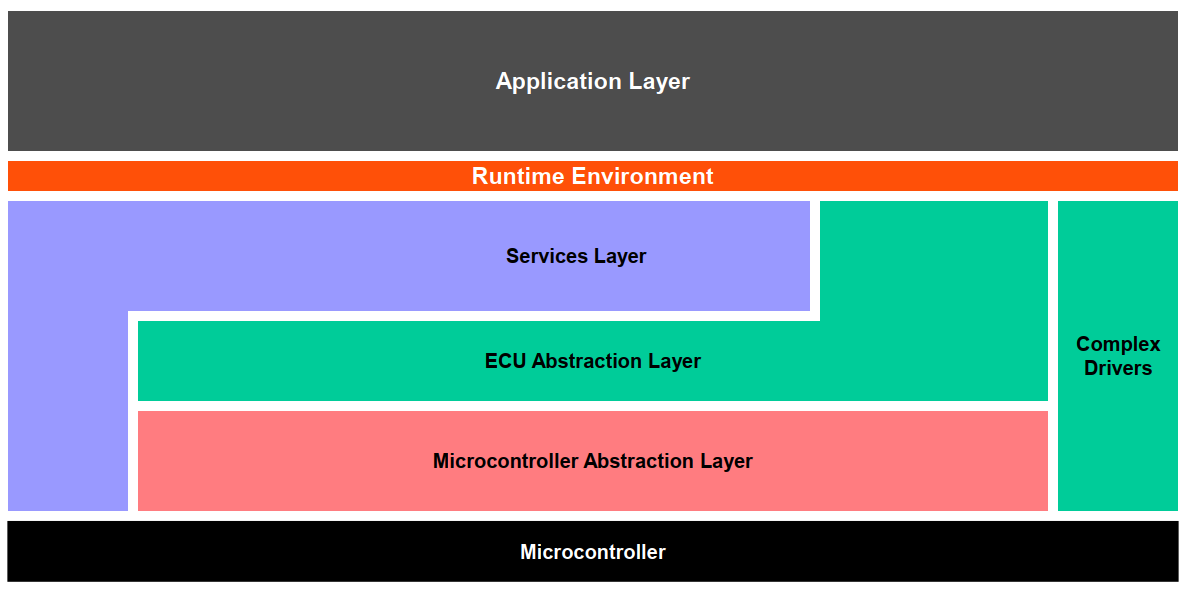 Application Layer
Runtime Environment
Services Layer
ECU Abstraction Layer
Complex
Drivers
Microcontroller Abstraction Layer
Microcontroller